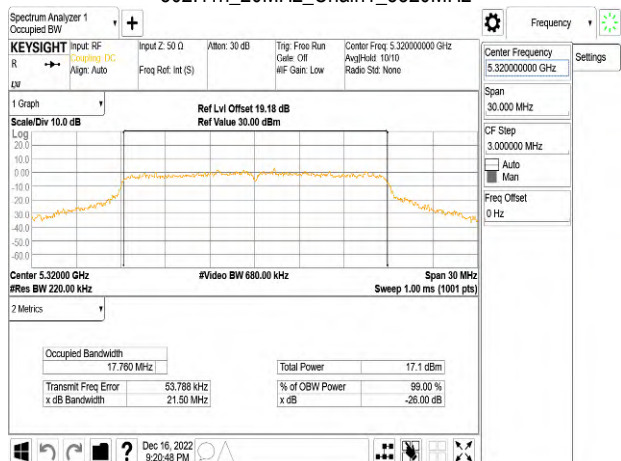 Spectrum Analyzer 1
Occupied BW
Frequency
KEYSIGHT
Input: RF
Coupling: DC
Align: Auto
Input Z: 50 Ω
Freq Ref: Int (S)
Atten: 30 dB
Trig: Free Run
Gate: Off
#IF Gain: Low
Center Freq: 5.320000000 GHz
Avg|Hold: 10/10
Radio Std: None
R
LXI
Center Frequency
5.320000000 GHz
Settings
Span
30.000 MHz
CF Step
3.000000 MHz
Auto
Man
Freq Offset
0 Hz
1 Graph
Scale/Div 10.0 dB
Ref Lvl Offset 19.18 dB
Ref Value 30.00 dBm
Log
20.0
10.0
0.00
-10.0
-20.0
-30.0
-40.0
-50.0
-60.0
Center 5.32000 GHz
#Res BW 220.00 kHz
#Video BW 680.00 kHz
Span 30 MHz
Sweep 1.00 ms (1001 pts)
2 Metrics
Occupied Bandwidth
17.760 MHz
Total Power 17.1 dBm
Transmit Freq Error 53.788 kHz
% of OBW Power 99.00 %
x dB Bandwidth 21.50 MHz
x dB -26.00 dB
?
Dec 16, 2022
9:20:48 PM